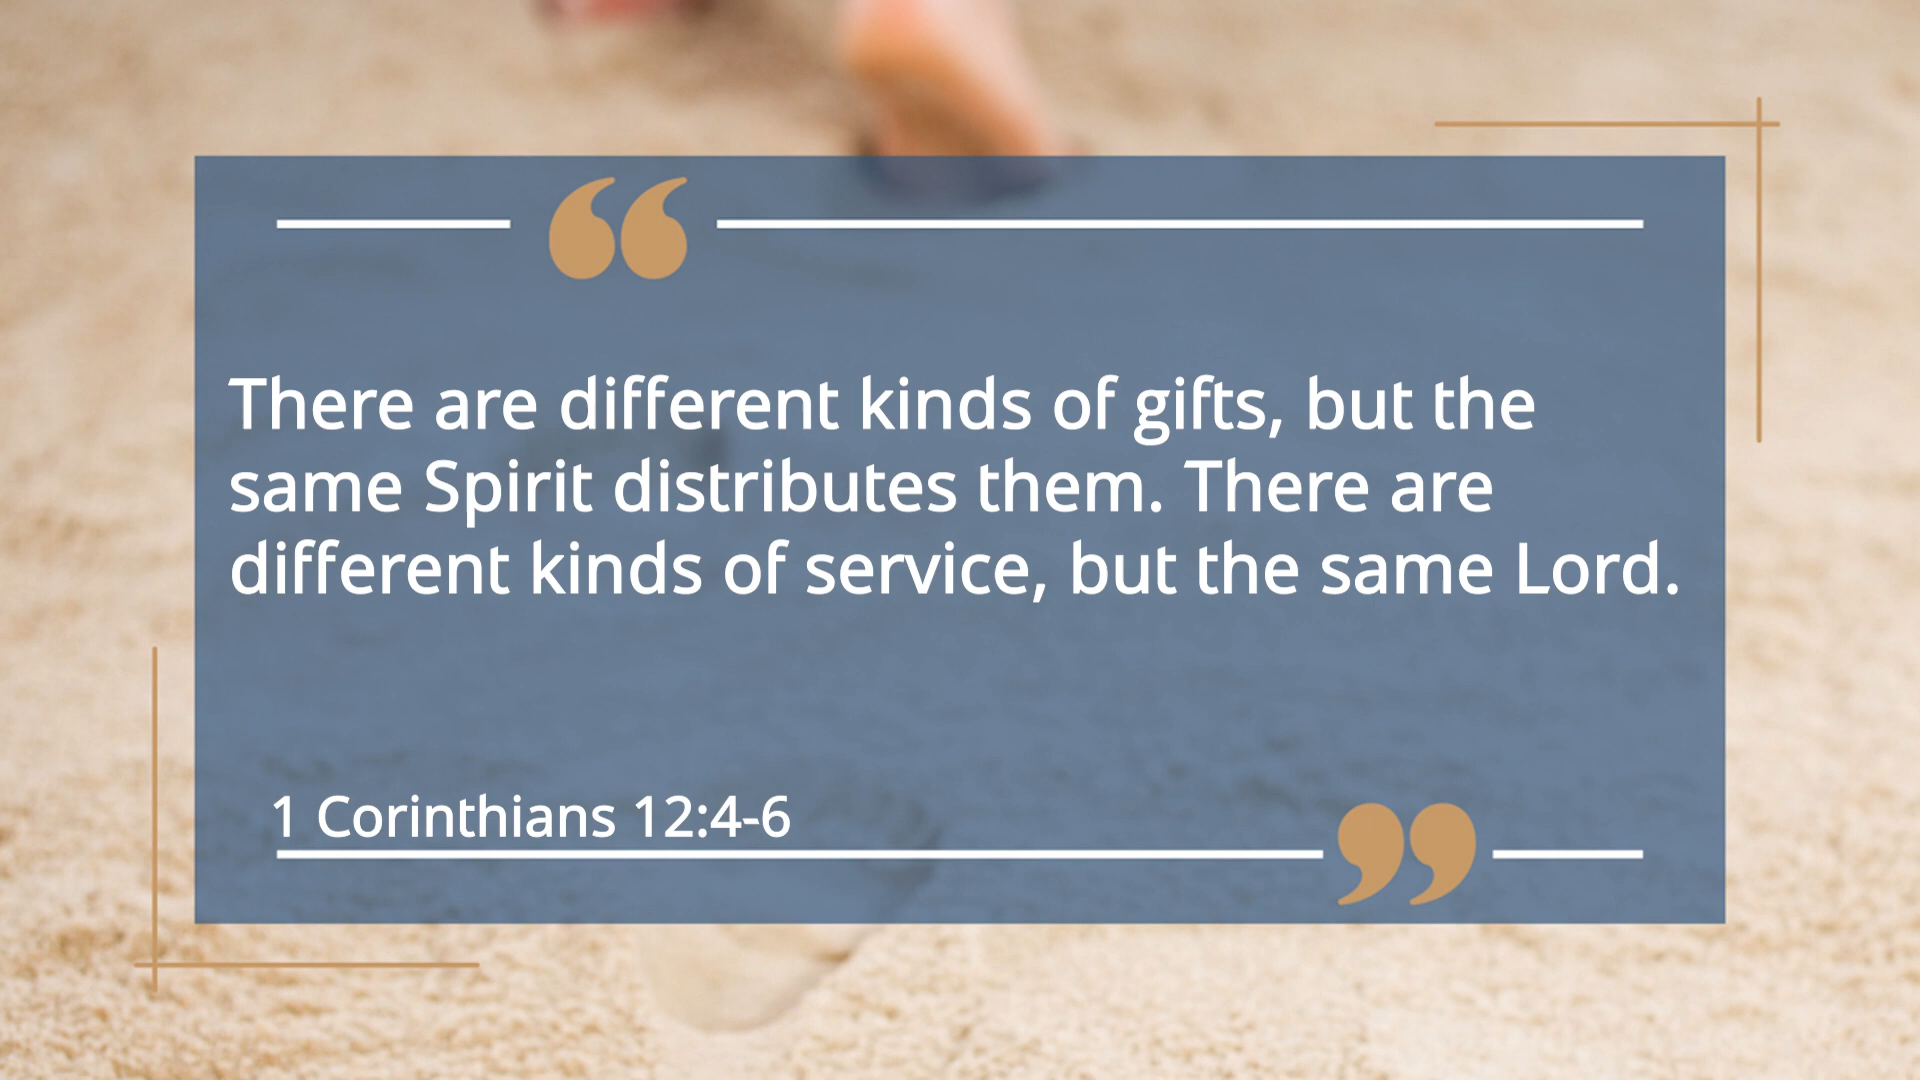 There are different kinds of gifts, but the
same Spirit distributes them. There are
different kinds of service, but the same Lord.
1 Corinthians 12:4-6